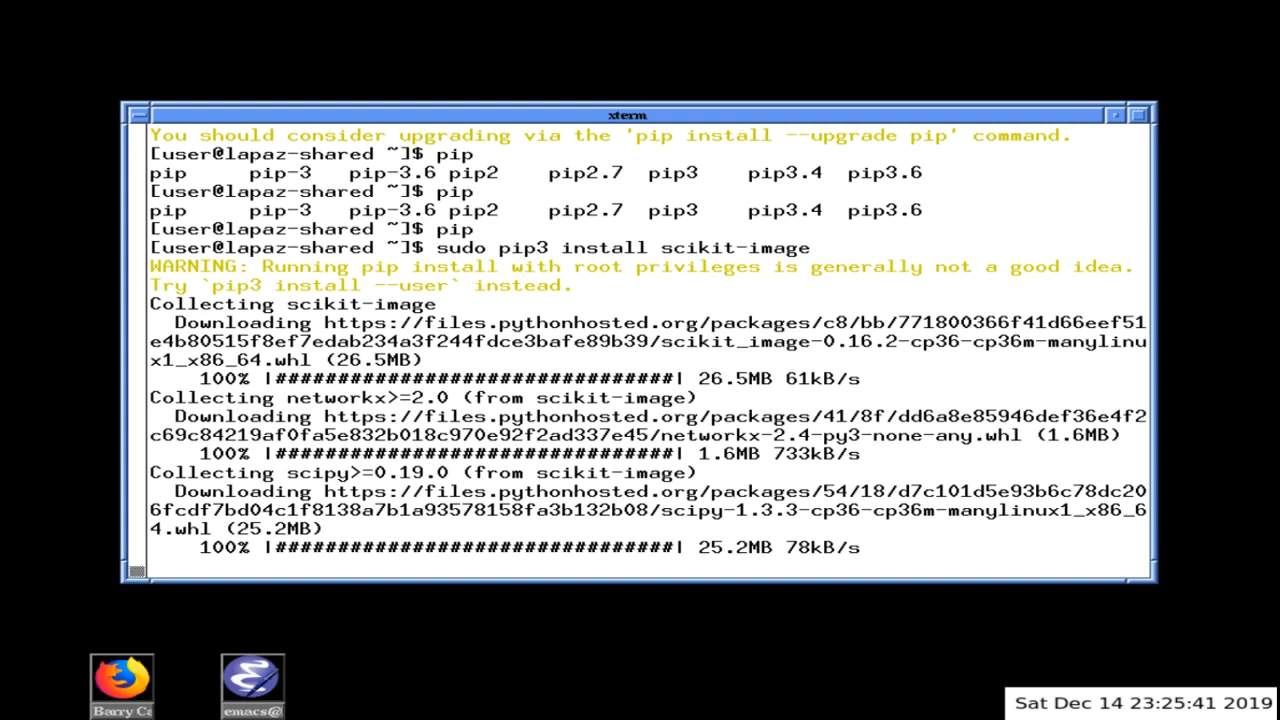 xterm
You should consider upgrading via the 'pip install --upgrade pip' command.
[user@lapaz-shared ~]$ pip
pip     pip-3   pip-3.6 pip2    pip2.7  pip3    pip3.4  pip3.6
[user@lapaz-shared ~]$ pip
pip     pip-3   pip-3.6 pip2    pip2.7  pip3    pip3.4  pip3.6
[user@lapaz-shared ~]$ pip
[user@lapaz-shared ~]$ sudo pip3 install scikit-image
WARNING: Running pip install with root privileges is generally not a good idea.
Try `pip3 install --user` instead.
Collecting scikit-image
  Downloading https://files.pythonhosted.org/packages/c8/bb/771800366f41d66eef51
e4b80515f8ef7edab234a3f244fdce3bafe89b39/scikit_image-0.16.2-cp36-cp36m-manylinu
x1_x86_64.whl (26.5MB)
    100% |################################| 26.5MB 61kB/s
Collecting networkx>=2.0 (from scikit-image)
  Downloading https://files.pythonhosted.org/packages/41/8f/dd6a8e85946def36e4f2
c69c84219af0fa5e832b018c970e92f2ad337e45/networkx-2.4-py3-none-any.whl (1.6MB)
    100% |################################| 1.6MB 733kB/s
Collecting scipy>=0.19.0 (from scikit-image)
  Downloading https://files.pythonhosted.org/packages/54/18/d7c101d5e93b6c78dc20
6fcdf7bd04c1f8138a7b1a93578158fa3b132b08/scipy-1.3.3-cp36-cp36m-manylinux1_x86_6
4.whl (25.2MB)
    100% |################################| 25.2MB 78kB/s
Barry Ca
emacs@
Sat Dec 14 23:25:41 2019